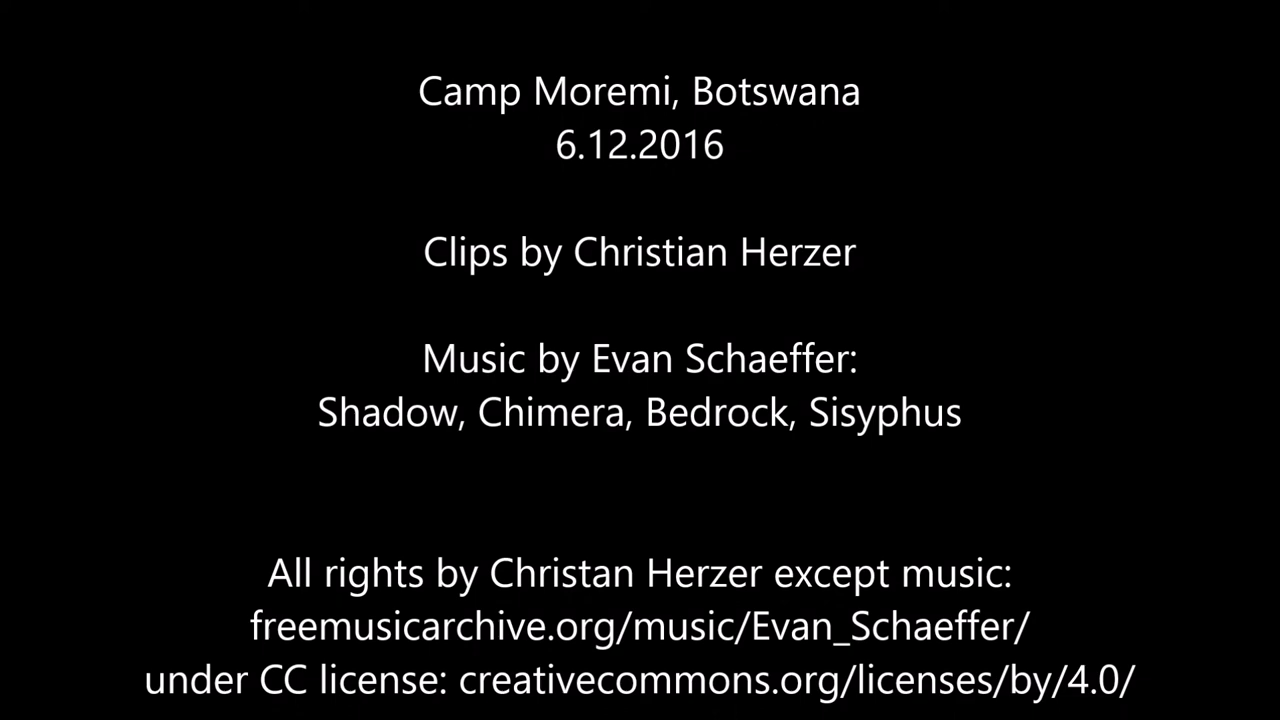 Camp Moremi, Botswana
6.12.2016
Clips by Christian Herzer
Music by Evan Schaeffer:
Shadow, Chimera, Bedrock, Sisyphus
All rights by Christan Herzer except music:
freemusicarchive.org/music/Evan_Schaeffer/
under CC license: creativecommons.org/licenses/by/4.0/